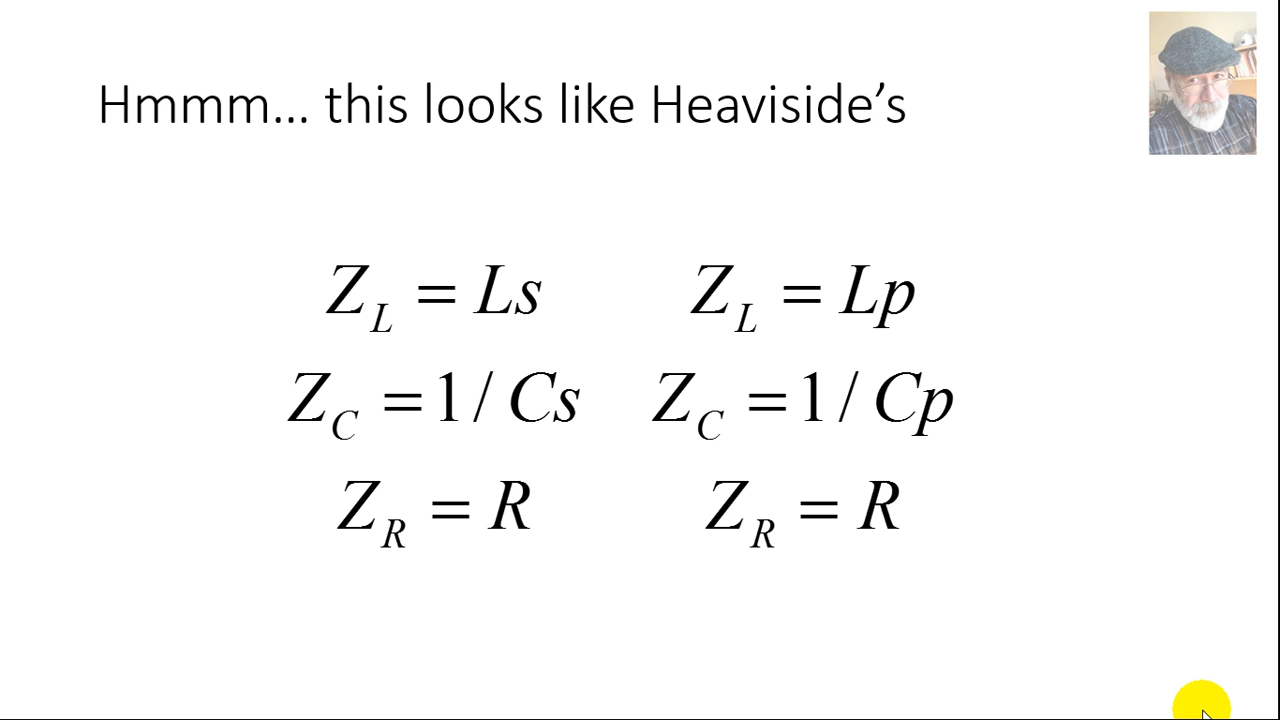 Hmmm... this looks like Heaviside’s
Z_L = Ls   Z_L = Lp
Z_C = 1 / Cs   Z_C = 1 / Cp
Z_R = R   Z_R = R